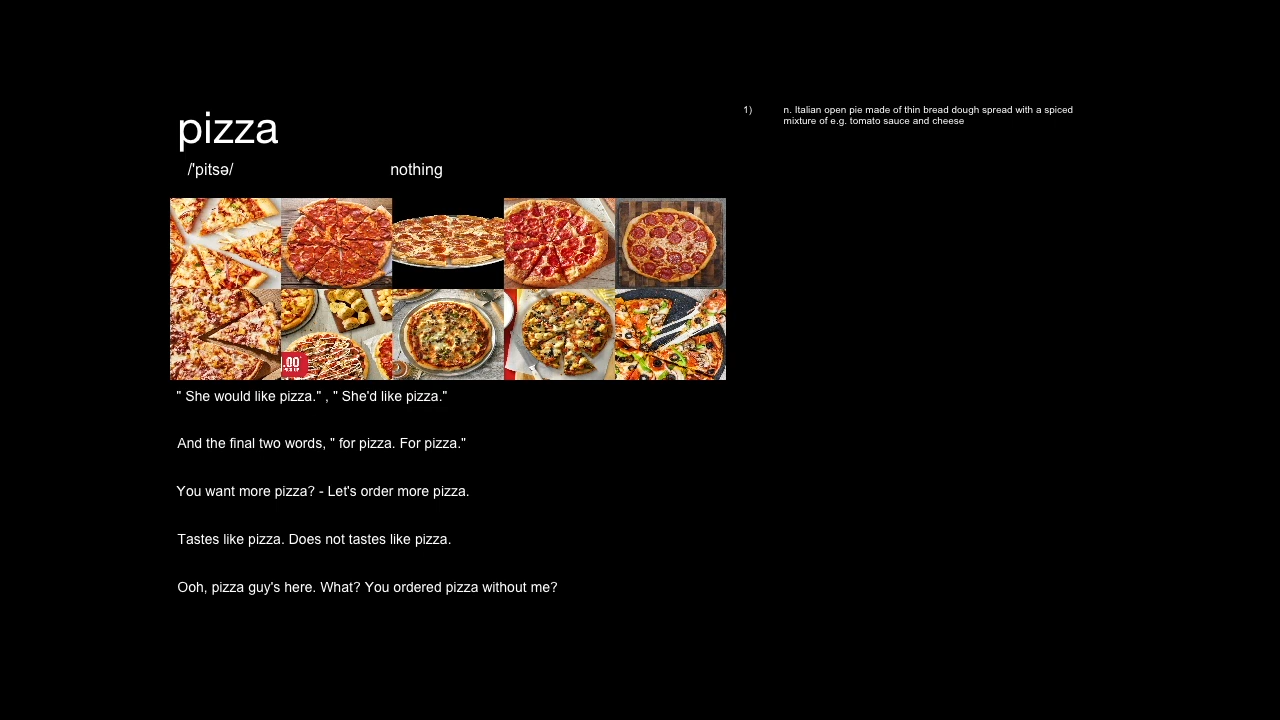 pizza
/'pitsə/
nothing
1) n. Italian open pie made of thin bread dough spread with a spiced
mixture of e.g. tomato sauce and cheese
.00
" She would like pizza." , " She'd like pizza."
And the final two words, " for pizza. For pizza."
You want more pizza? - Let's order more pizza.
Tastes like pizza. Does not tastes like pizza.
Ooh, pizza guy's here. What? You ordered pizza without me?